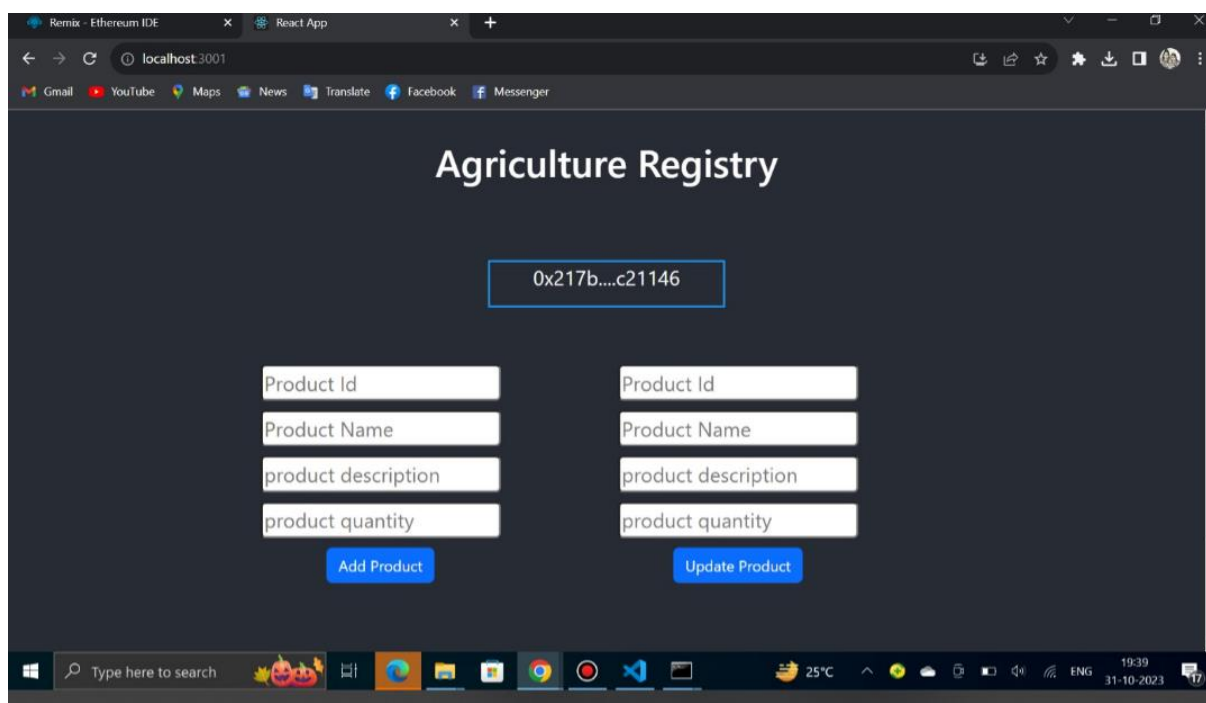 Remix - Ethereum IDE
React App
localhost:3001
Gmail
YouTube
Maps
News
Translate
Facebook
Messenger
Agriculture Registry
0x217b....c21146
Product Id
Product Name
product description
product quantity
Add Product
Product Id
Product Name
product description
product quantity
Update Product
Type here to search
25°C
ENG
19:39
31-10-2023
17